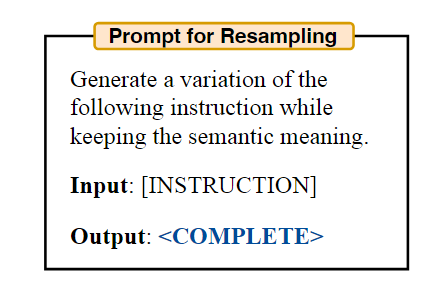 Prompt for Resampling
Generate a variation of the
following instruction while
keeping the semantic meaning.
Input: [INSTRUCTION]
Output: <COMPLETE>